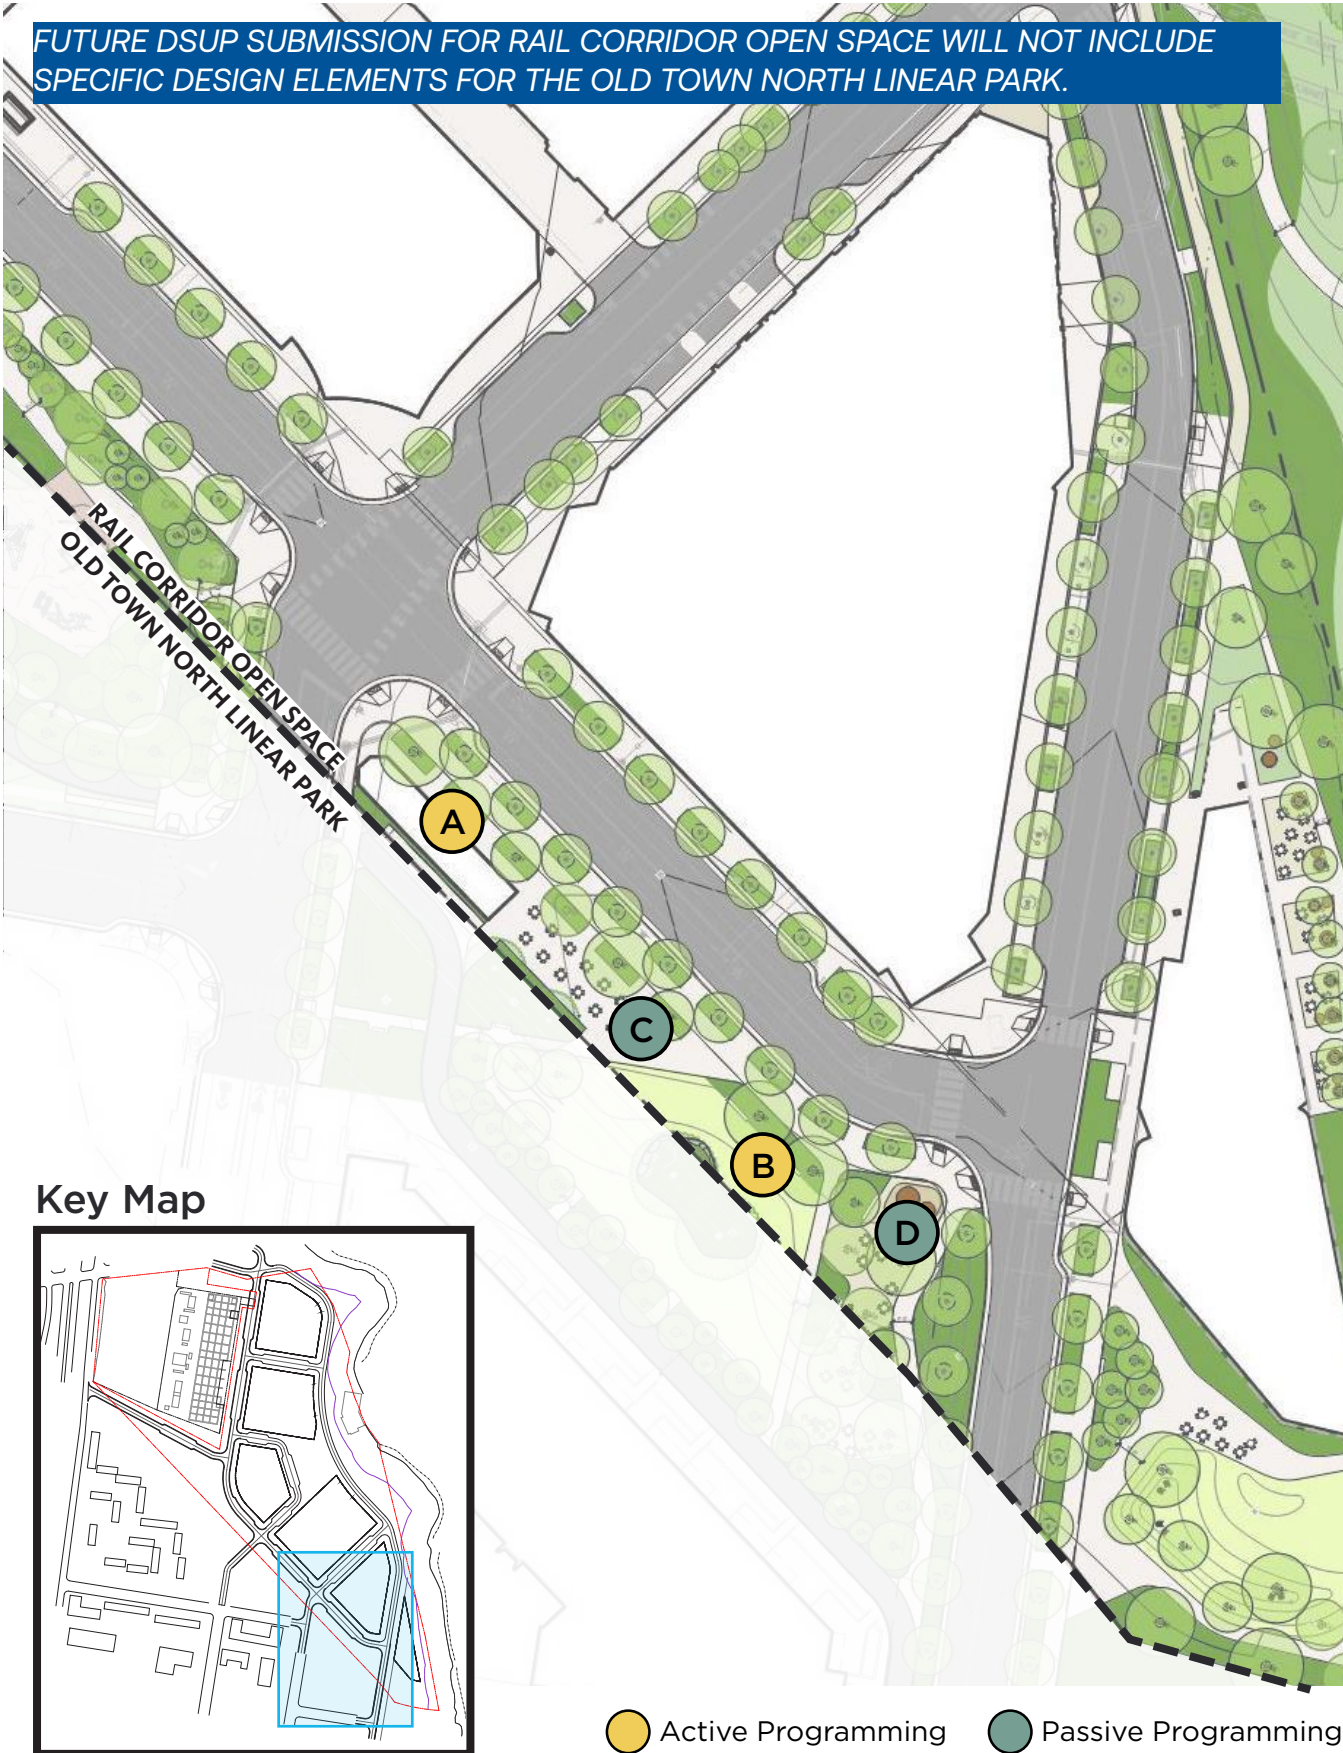 FUTURE DSUP SUBMISSION FOR RAIL CORRIDOR OPEN SPACE WILL NOT INCLUDE
SPECIFIC DESIGN ELEMENTS FOR THE OLD TOWN NORTH LINEAR PARK.
RAIL CORRIDOR OPEN SPACE
OLD TOWN NORTH LINEAR PARK
A
C
B
D
Key Map
Active Programming
Passive Programming